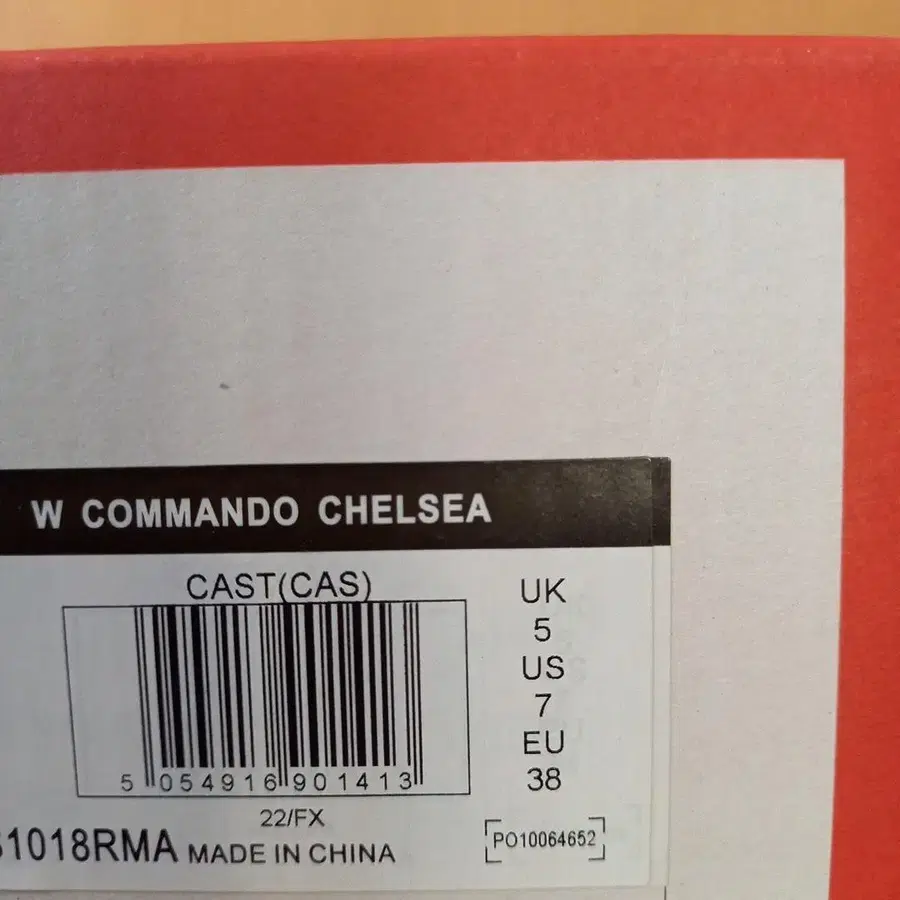 W COMMANDO CHELSEA
CAST(CAS)
UK
5
US
7
EU
38
5 054916 901413
22/FX
1018RMA MADE IN CHINA
PO10064652